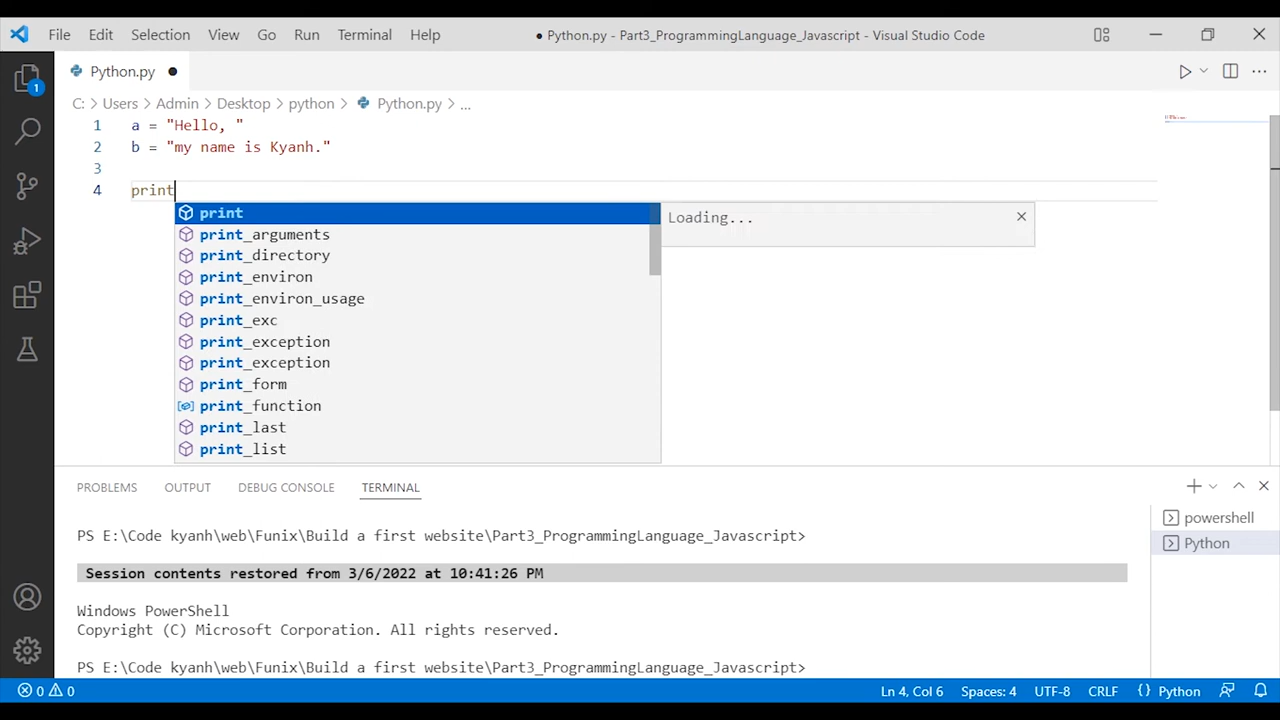 File Edit Selection View Go Run Terminal Help ● Python.py - Part3_ProgrammingLanguage_Javascript - Visual Studio Code
Python.py ●
1
C: > Users > Admin > Desktop > python > Python.py > ...
1 a = "Hello, "
2 b = "my name is Kyanh."
3
4 print
print
Loading...
print_arguments
print_directory
print_environ
print_environ_usage
print_exc
print_exception
print_exception
print_form
print_function
print_last
print_list
PROBLEMS OUTPUT DEBUG CONSOLE TERMINAL
powershell
Python
PS E:\Code kyanh\web\Funix\Build a first website\Part3_ProgrammingLanguage_Javascript>
Session contents restored from 3/6/2022 at 10:41:26 PM
Windows PowerShell
Copyright (C) Microsoft Corporation. All rights reserved.
PS E:\Code kyanh\web\Funix\Build a first website\Part3_ProgrammingLanguage_Javascript>
0 0 Ln 4, Col 6 Spaces: 4 UTF-8 CRLF {} Python